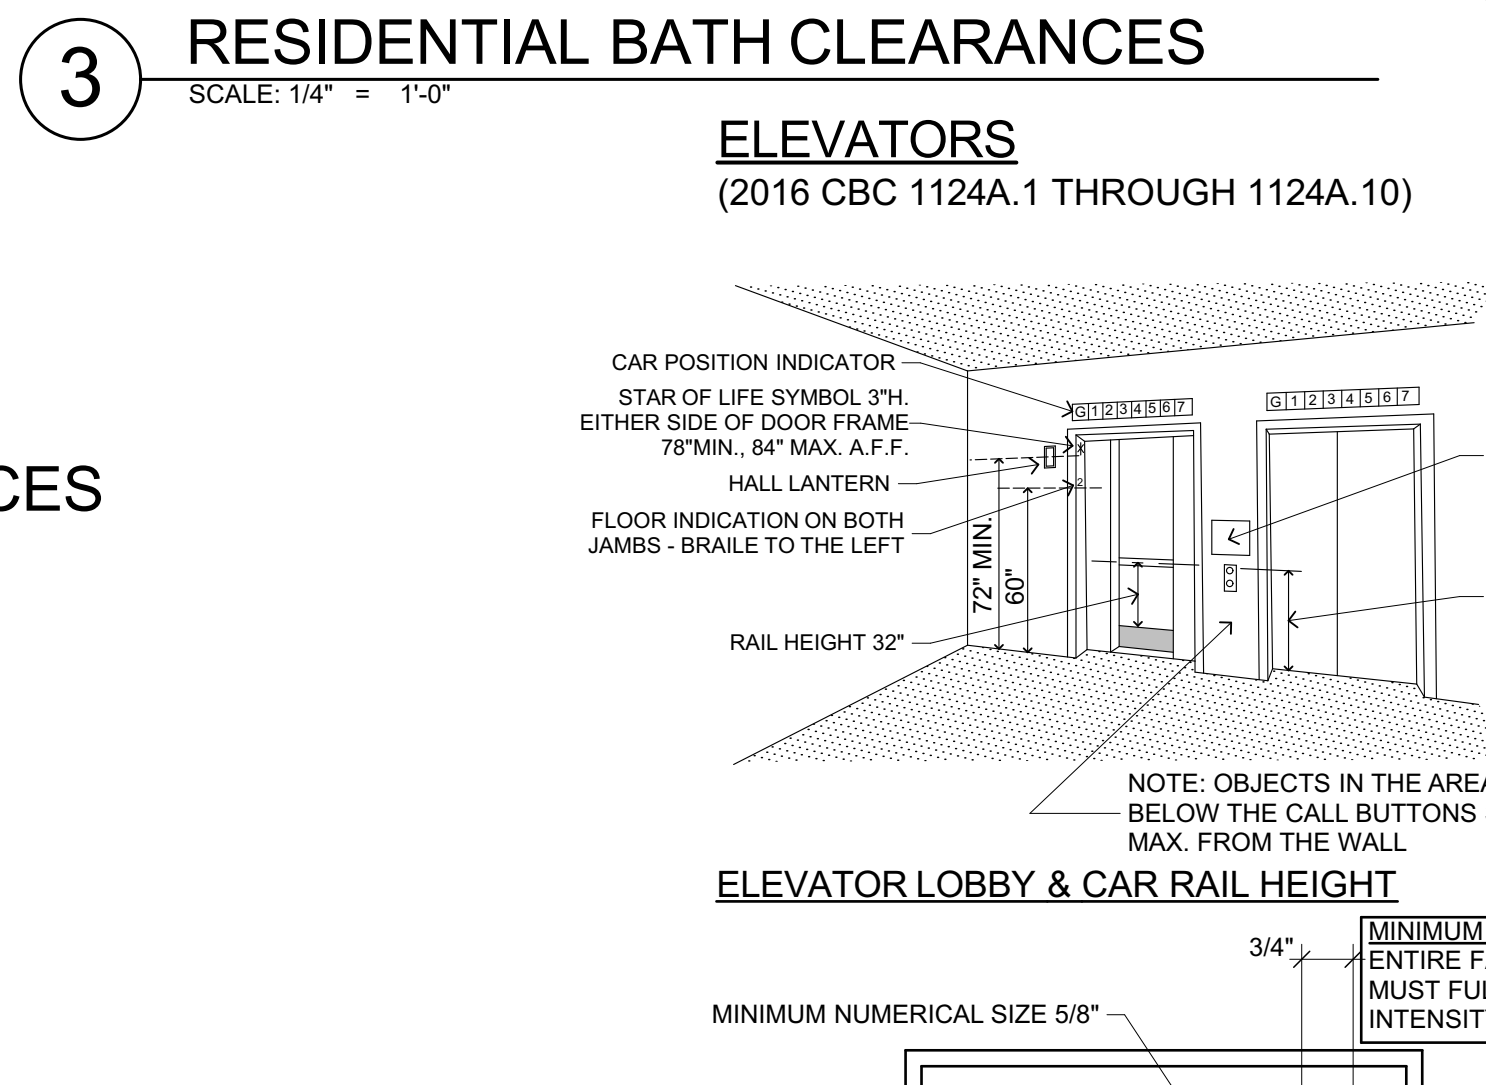 3
RESIDENTIAL BATH CLEARANCES
SCALE: 1/4" = 1'-0"
ELEVATORS
(2016 CBC 1124A.1 THROUGH 1124A.10)
CES
CAR POSITION INDICATOR
STAR OF LIFE SYMBOL 3"H.
EITHER SIDE OF DOOR FRAME
78"MIN., 84" MAX. A.F.F.
HALL LANTERN
FLOOR INDICATION ON BOTH
JAMBS - BRAILE TO THE LEFT
RAIL HEIGHT 32"
G 1 2 3 4 5 6 7
G 1 2 3 4 5 6 7
2
72" MIN.
60"
NOTE: OBJECTS IN THE AREA
BELOW THE CALL BUTTONS
MAX. FROM THE WALL
ELEVATOR LOBBY & CAR RAIL HEIGHT
3/4"
MINIMUM
ENTIRE
MUST
MINIMUM NUMERICAL SIZE 5/8"